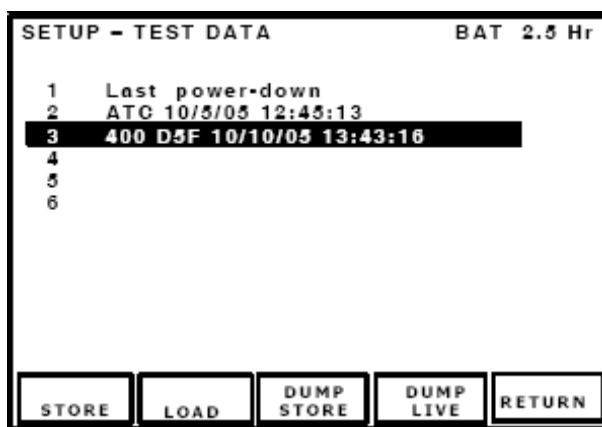 SETUP – TEST DATA BAT 2.5 Hr
1 Last power-down
2 ATC 10/5/05 12:45:13
3 400 D5F 10/10/05 13:43:16
4
5
6
STORE LOAD DUMP STORE DUMP LIVE RETURN